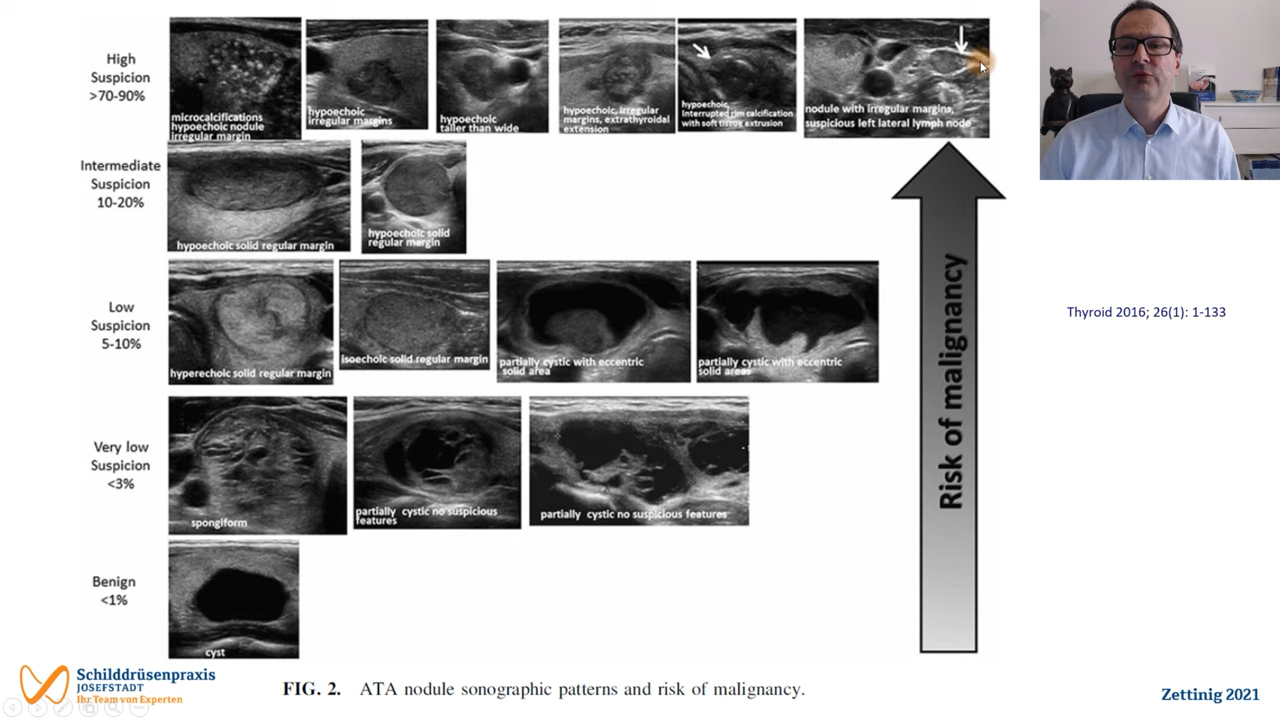 High
Suspicion
>70-90%
microcalcifications
hypoechoic nodule
irregular margin
hypoechoic
irregular margins
hypoechoic
taller than wide
hypoechoic, irregular
margins, extrathyroidal
extension
hypoechoic
Interrupted rim calcification
with soft tissue extrusion
nodule with irregular margins,
suspicious left lateral lymph node
Intermediate
Suspicion
10-20%
hypoechoic solid regular margin
hypoechoic solid
regular margin
Low
Suspicion
5-10%
hyperechoic solid regular margin
isoechoic solid regular margin
partially cystic with eccentric
solid area
partially cystic with eccentric
solid areas
Very low
Suspicion
<3%
spongiform
partially cystic no suspicious
features
partially cystic no suspicious features
Benign
<1%
cyst
Risk of malignancy
Thyroid 2016; 26(1): 1-133
FIG. 2. ATA nodule sonographic patterns and risk of malignancy.
Schilddrüsenpraxis
JOSEFSTADT
Ihr Team von Experten
Zettinig 2021